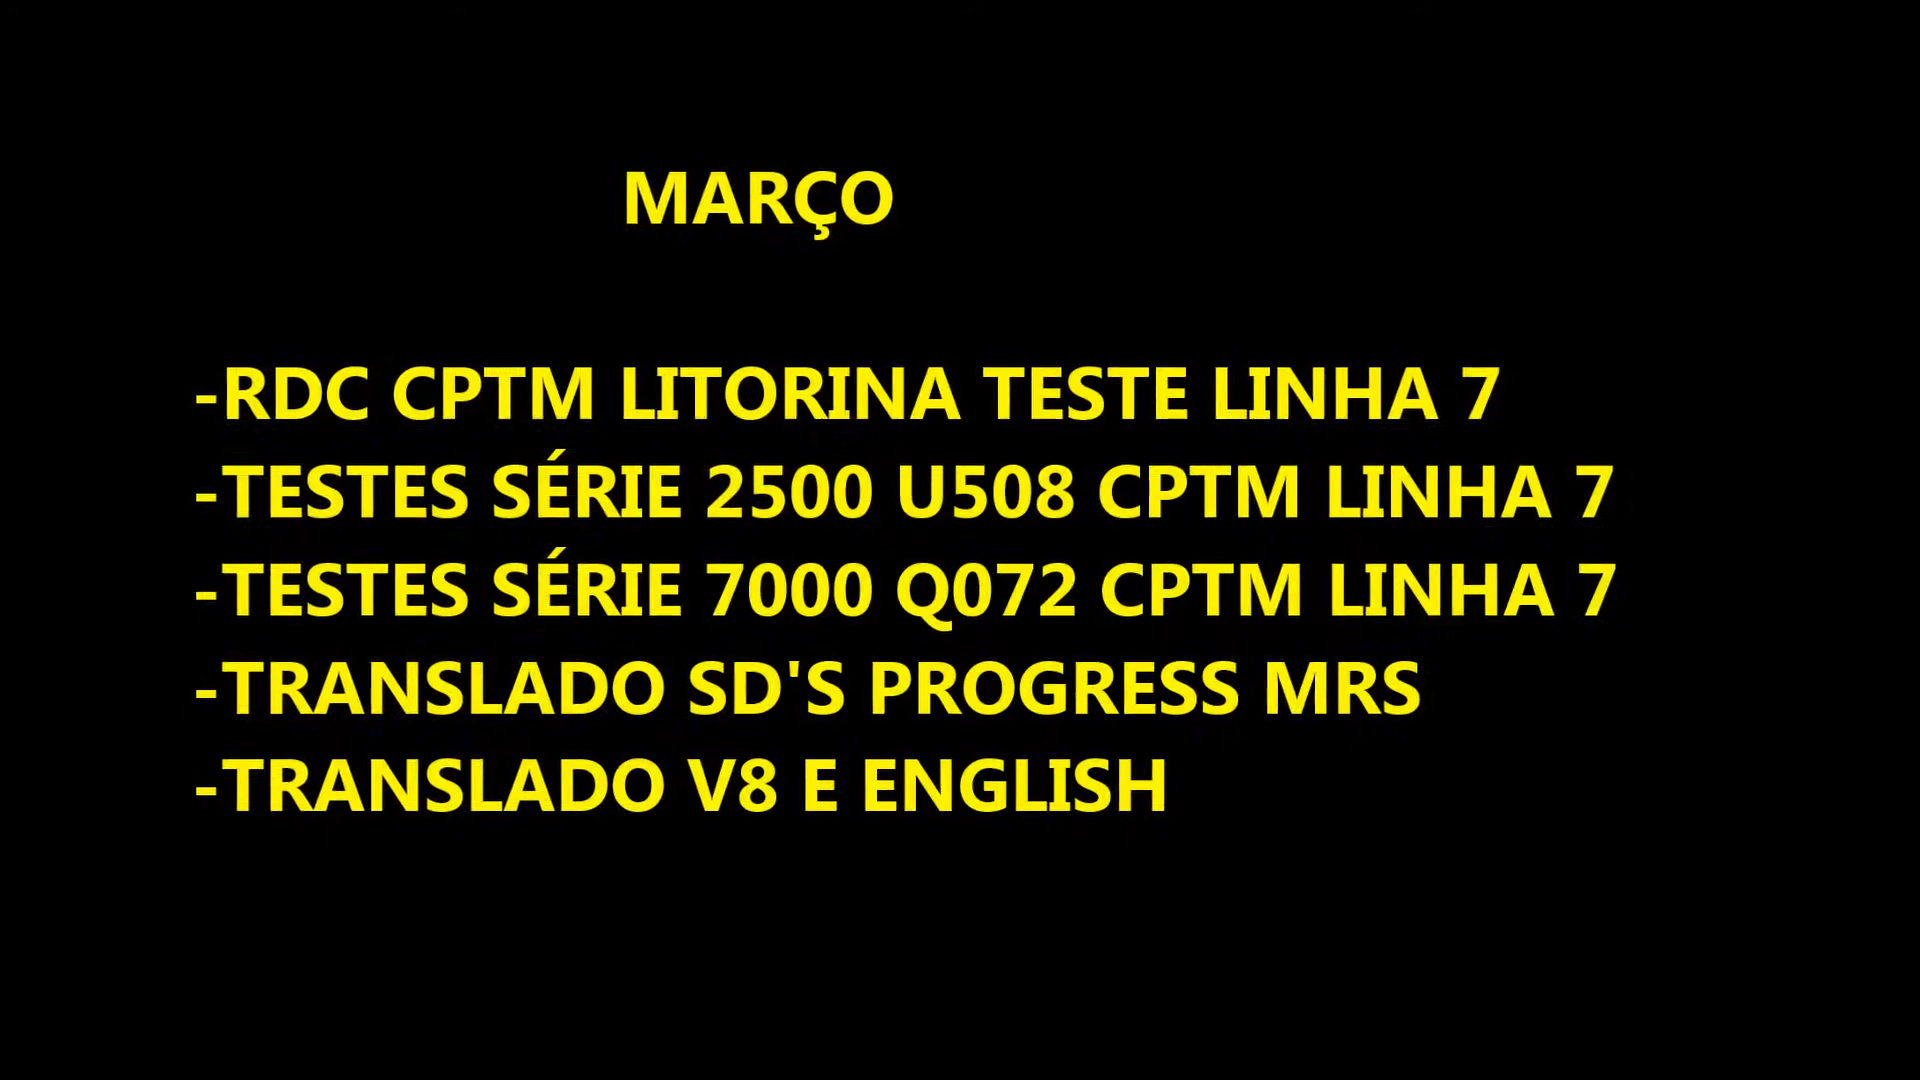 MARÇO
-RDC CPTM LITORINA TESTE LINHA 7
-TESTES SÉRIE 2500 U508 CPTM LINHA 7
-TESTES SÉRIE 7000 Q072 CPTM LINHA 7
-TRANSLADO SD'S PROGRESS MRS
-TRANSLADO V8 E ENGLISH